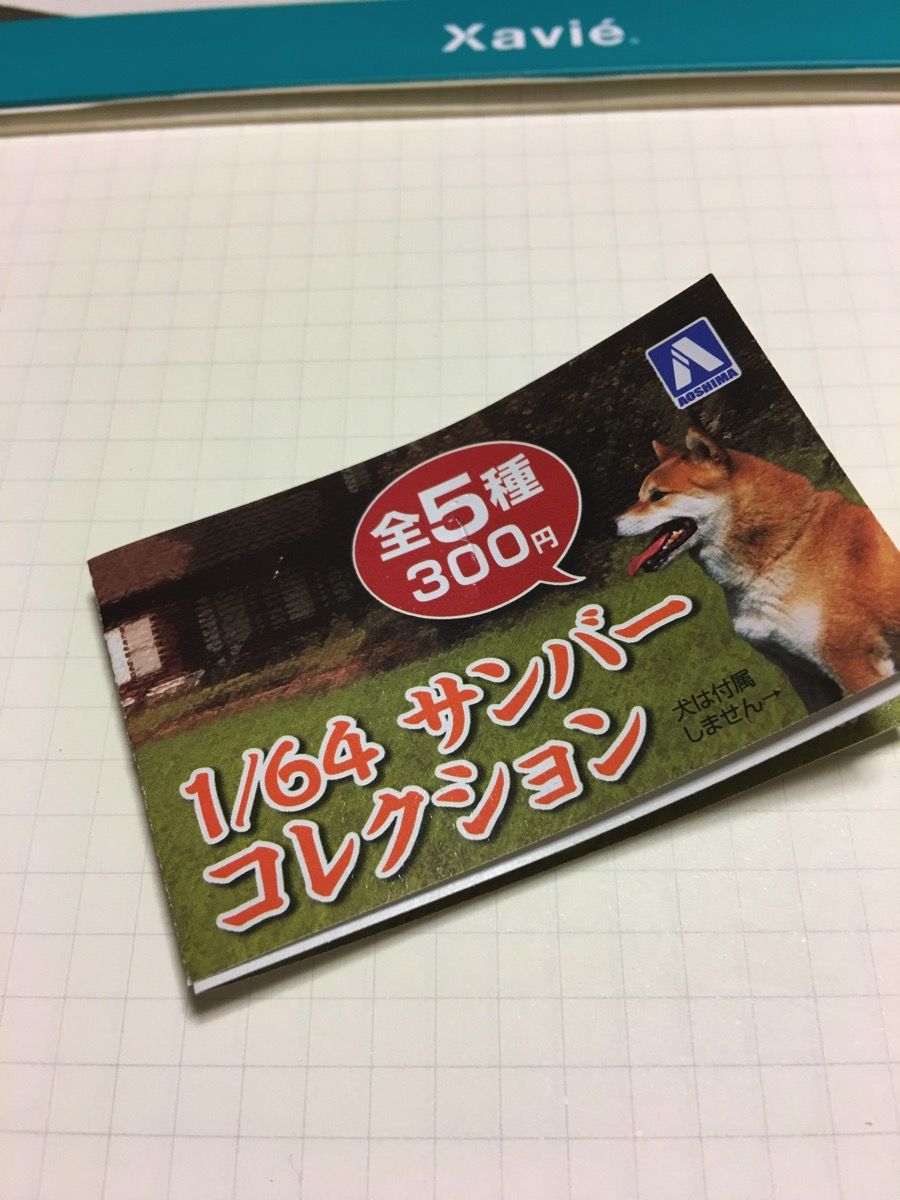 Xavié
AOSHIMA
全5種
300円
1/64 サンバー
コレクション
犬は付属
しません→